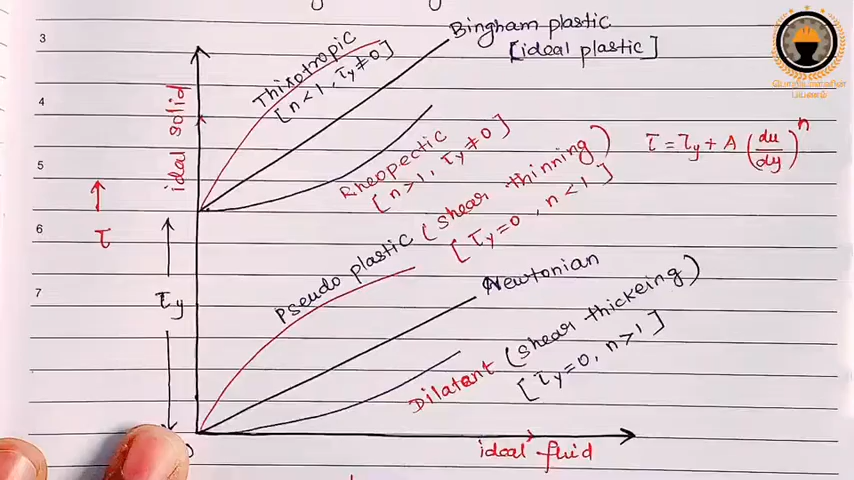 Bingham plastic
[ideal plastic]
Thixotropic
[n<1, τy≠0]
பொறியாளனின்
பயணம்
3
4
5
6
7
ideal solid
τ
τy
Rheopectic
[n>1, τy≠0]
τ = τy + A (du/dy)^n
Pseudo plastic (shear thinning)
[τy=0, n<1]
Newtonian
Dilatant (shear thickeing)
[τy=0, n>1]
0
ideal fluid